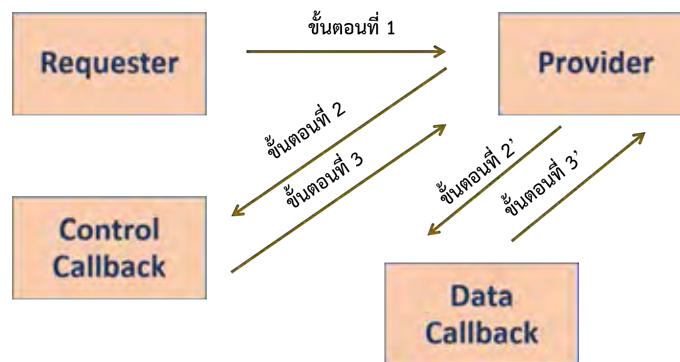 ขั้นตอนที่ 1
Requester
Provider
ขั้นตอนที่ 2
ขั้นตอนที่ 3
ขั้นตอนที่ 2’
ขั้นตอนที่ 3’
Control
Callback
Data
Callback